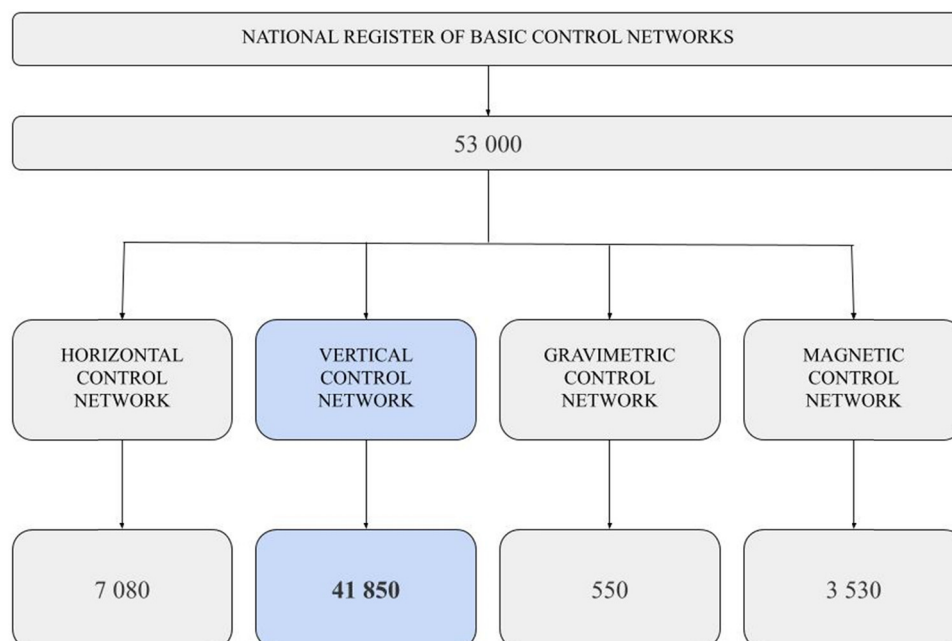 NATIONAL REGISTER OF BASIC CONTROL NETWORKS
53 000
HORIZONTAL
CONTROL
NETWORK
VERTICAL
CONTROL
NETWORK
GRAVIMETRIC
CONTROL
NETWORK
MAGNETIC
CONTROL
NETWORK
7 080
41 850
550
3 530